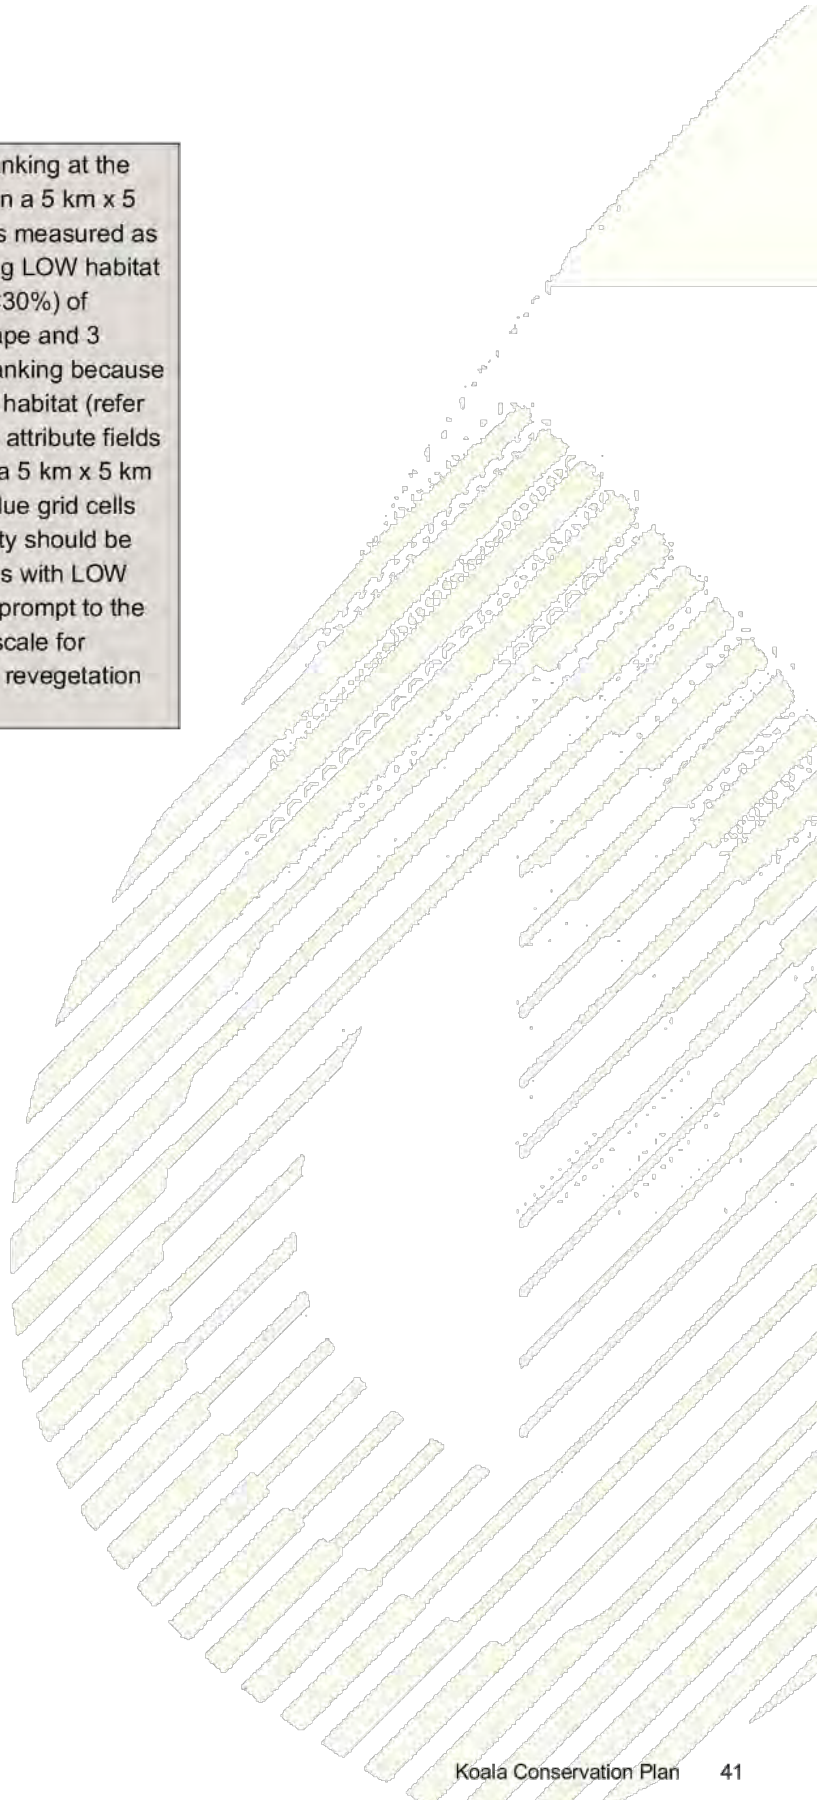 nking at the
n a 5 km x 5
s measured as
g LOW habitat
30%) of
ape and 3
anking because
habitat (refer
attribute fields
a 5 km x 5 km
lue grid cells
ty should be
s with LOW
prompt to the
scale for
revegetation
Koala Conservation Plan 41